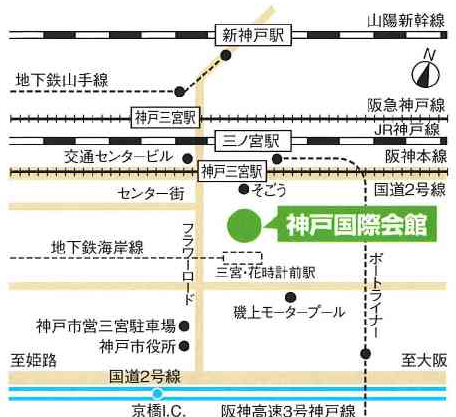 山陽新幹線
新神戸駅
N
地下鉄山手線
阪急神戸線
神戸三宮駅
JR神戸線
三ノ宮駅
交通センタービル
阪神本線
神戸三宮駅
センター街
そごう
国道2号線
神戸国際会館
フラワーロード
地下鉄海岸線
三宮・花時計前駅
ポートライナー
磯上モータープール
神戸市営三宮駐車場
神戸市役所
至姫路
至大阪
国道2号線
京橋I.C.
阪神高速3号神戸線